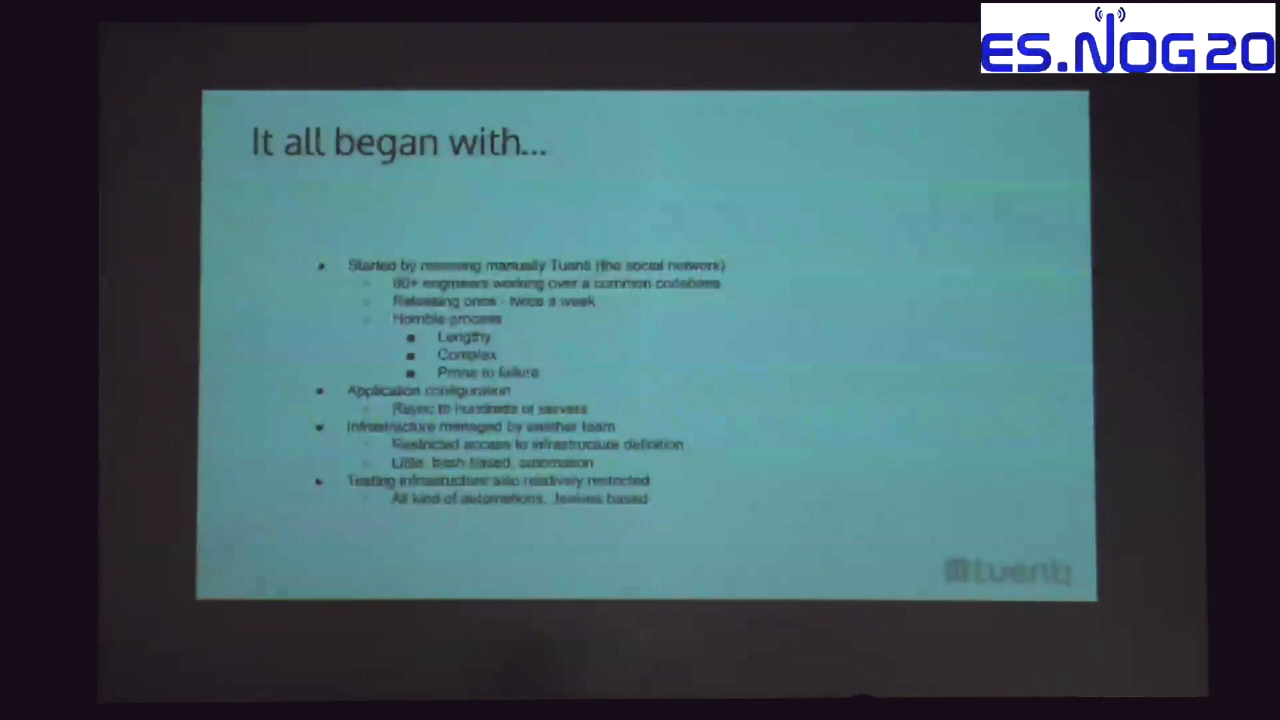 ES.NOG 20
It all began with...
Started by releasing manually Tuenti (the social network)
80+ engineers working over a common codebase
Releasing once - twice a week
Horrible process
Lengthy
Complex
Prone to failure
Application configuration
Rsync to hundreds of servers
Infrastructure managed by another team
Restricted access to infrastructure definition
Little, bash based, automation
Testing infrastructure also relatively restricted
All kind of automations, Jenkins based
tuenti